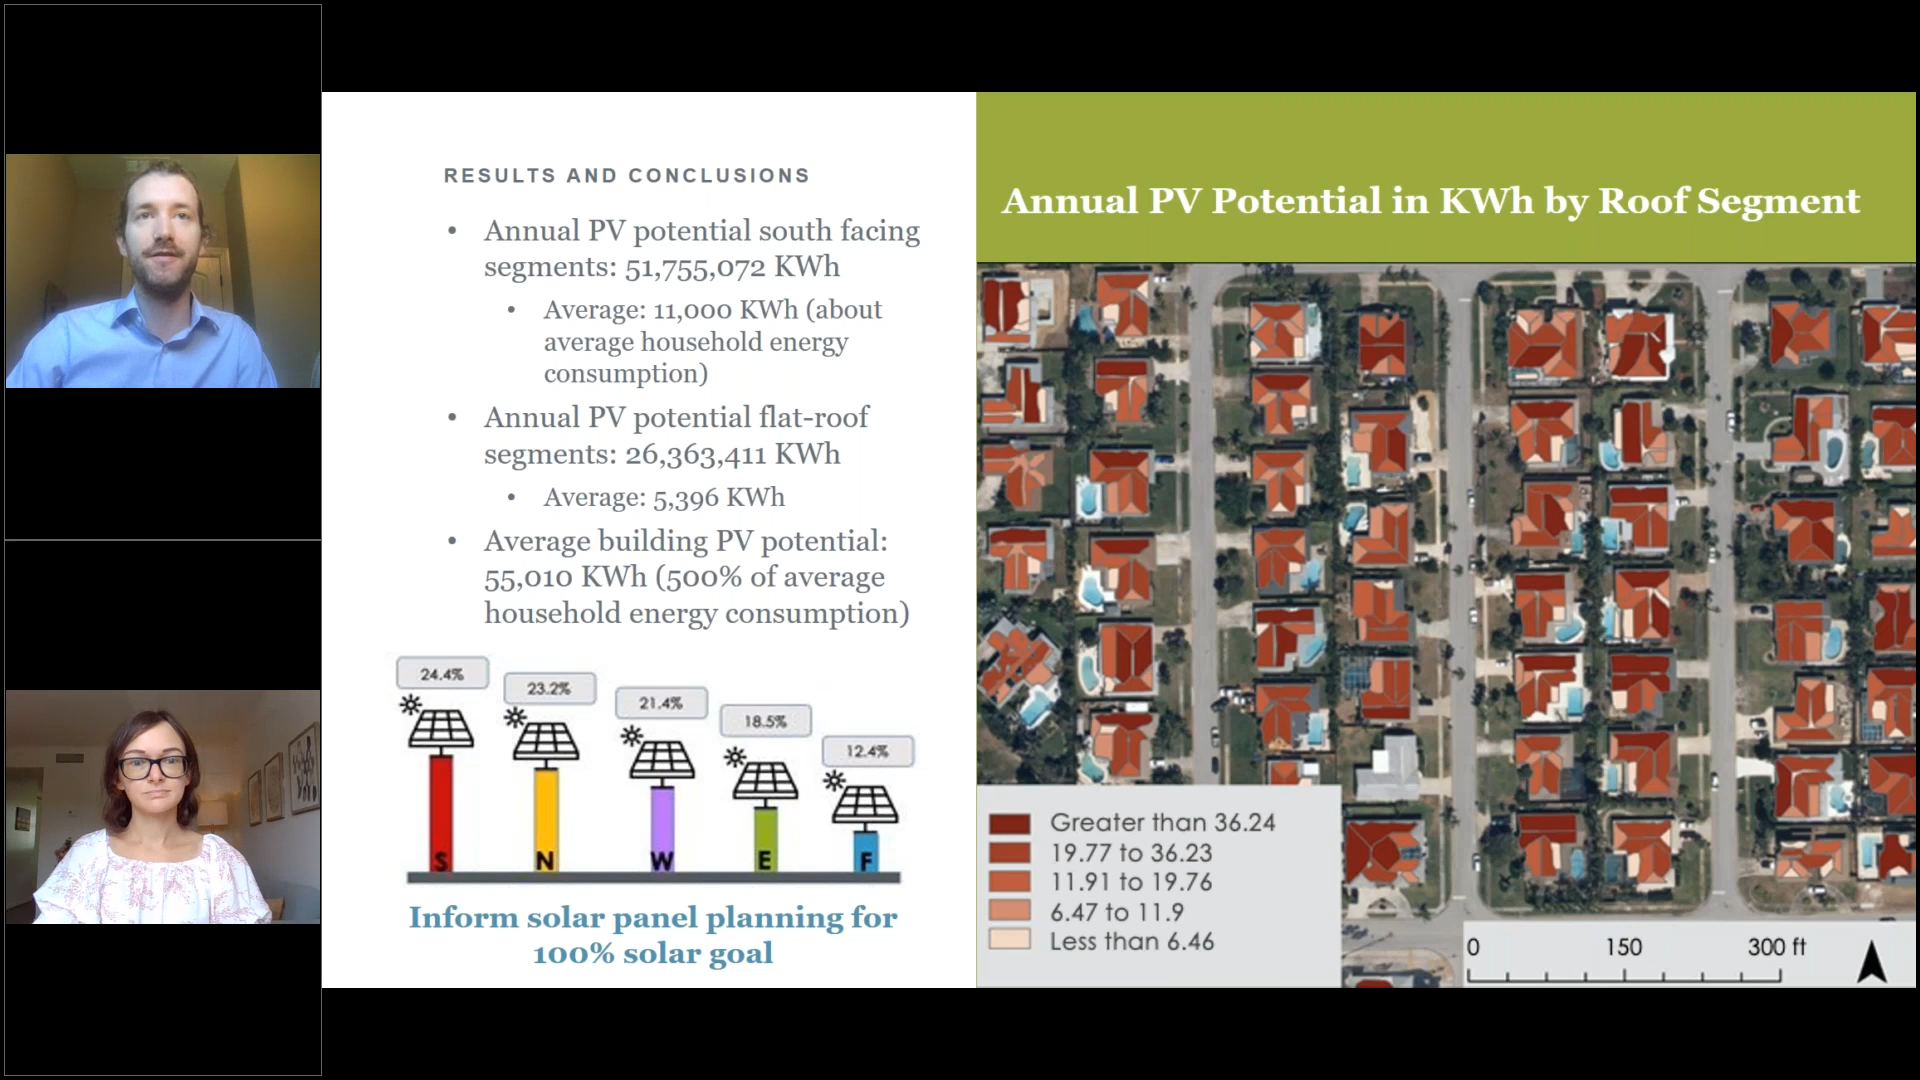 RESULTS AND CONCLUSIONS
• Annual PV potential south facing
segments: 51,755,072 KWh
• Average: 11,000 KWh (about
average household energy
consumption)
• Annual PV potential flat-roof
segments: 26,363,411 KWh
• Average: 5,396 KWh
• Average building PV potential:
55,010 KWh (500% of average
household energy consumption)
24.4%
23.2%
21.4%
18.5%
12.4%
S
N
W
E
F
Inform solar panel planning for
100% solar goal
Annual PV Potential in KWh by Roof Segment
Greater than 36.24
19.77 to 36.23
11.91 to 19.76
6.47 to 11.9
Less than 6.46
0 150 300 ft